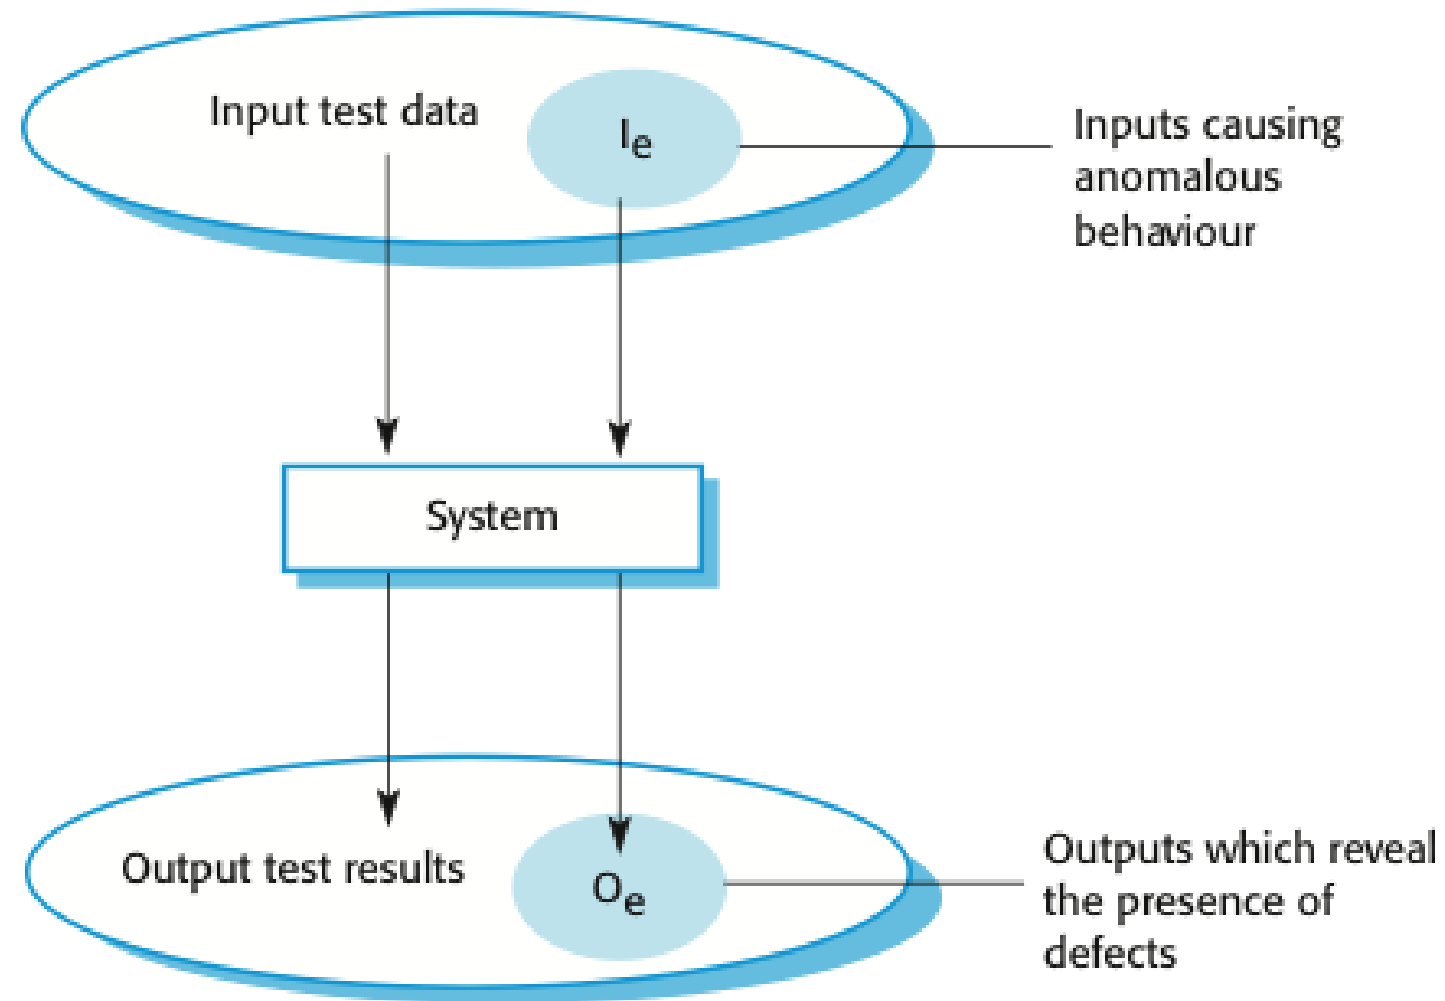 Input test data
Ie
Inputs causing
anomalous
behaviour
System
Output test results
Oe
Outputs which reveal
the presence of
defects